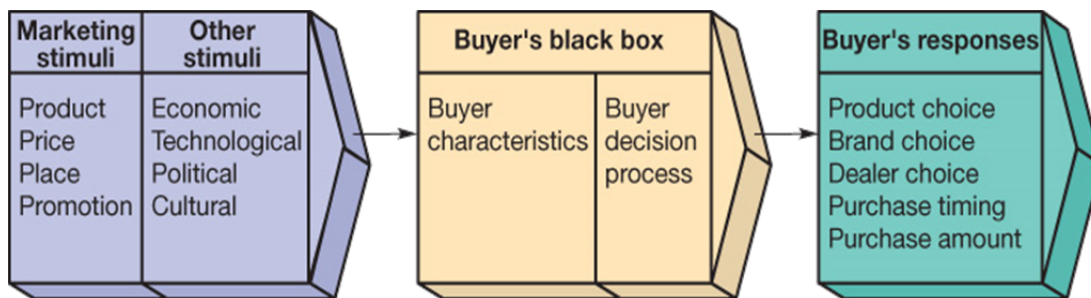 Marketing
stimuli
Other
stimuli
Product
Price
Place
Promotion
Economic
Technological
Political
Cultural
Buyer's black box
Buyer
characteristics
Buyer
decision
process
Buyer's responses
Product choice
Brand choice
Dealer choice
Purchase timing
Purchase amount